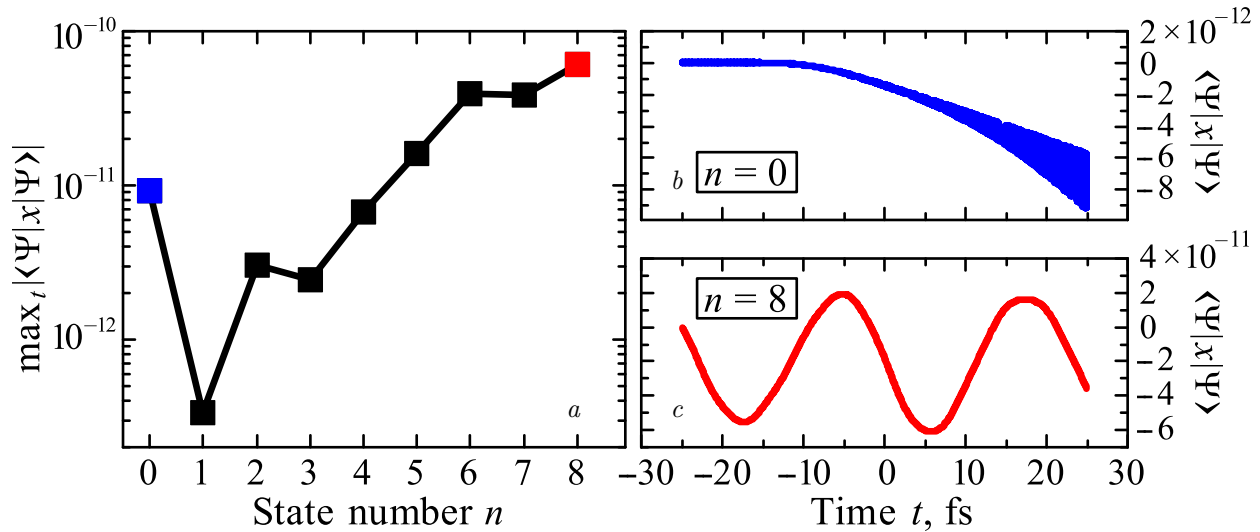 10⁻¹⁰
10⁻¹¹
10⁻¹²
maxₜ|⟨Ψ|x|Ψ⟩|
0 1 2 3 4 5 6 7 8
State number n
a
2×10⁻¹²
0
−2
−4
−6
−8
⟨Ψ|x|Ψ⟩
b
n = 0
4×10⁻¹¹
2
0
−2
−4
−6
⟨Ψ|x|Ψ⟩
n = 8
c
−30 −20 −10 0 10 20 30
Time t, fs